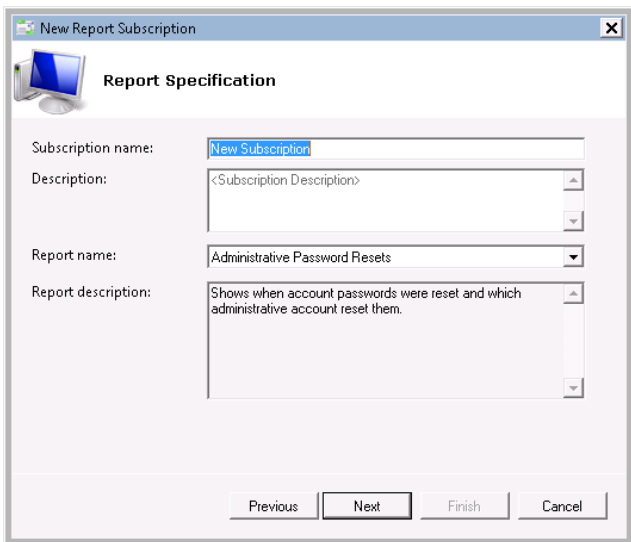 New Report Subscription
Report Specification
Subscription name:
New Subscription
Description:
<Subscription Description>
Report name:
Administrative Password Resets
Report description:
Shows when account passwords were reset and which
administrative account reset them.
Previous
Next
Finish
Cancel